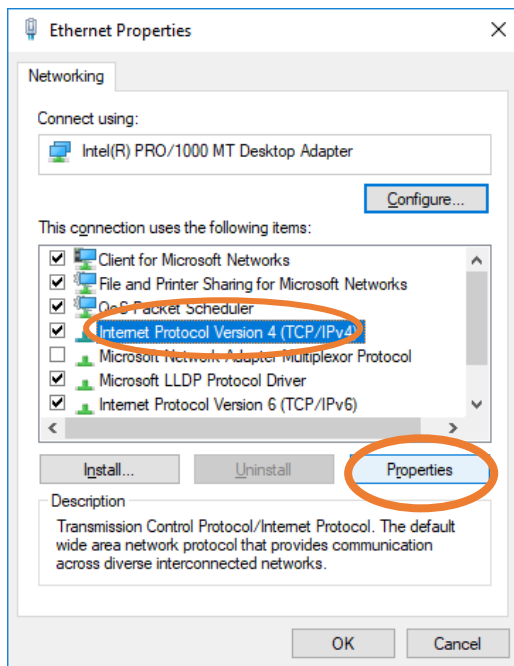 Ethernet Properties
Networking
Connect using:
Intel(R) PRO/1000 MT Desktop Adapter
Configure...
This connection uses the following items:
Client for Microsoft Networks
File and Printer Sharing for Microsoft Networks
QoS Packet Scheduler
Internet Protocol Version 4 (TCP/IPv4)
Microsoft Network Adapter Multiplexor Protocol
Microsoft LLDP Protocol Driver
Internet Protocol Version 6 (TCP/IPv6)
Install... Uninstall Properties
Description
Transmission Control Protocol/Internet Protocol. The default
wide area network protocol that provides communication
across diverse interconnected networks.
OK Cancel